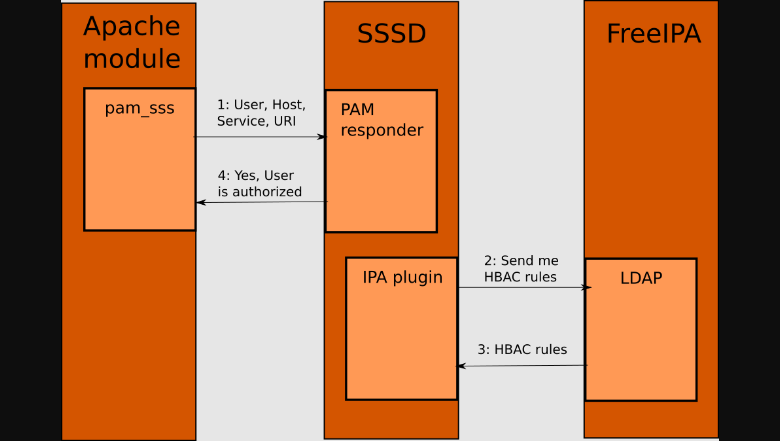 Apache
module
SSSD
FreeIPA
pam_sss
1: User, Host,
Service, URI
PAM
responder
4: Yes, User
is authorized
IPA plugin
2: Send me
HBAC rules
LDAP
3: HBAC rules